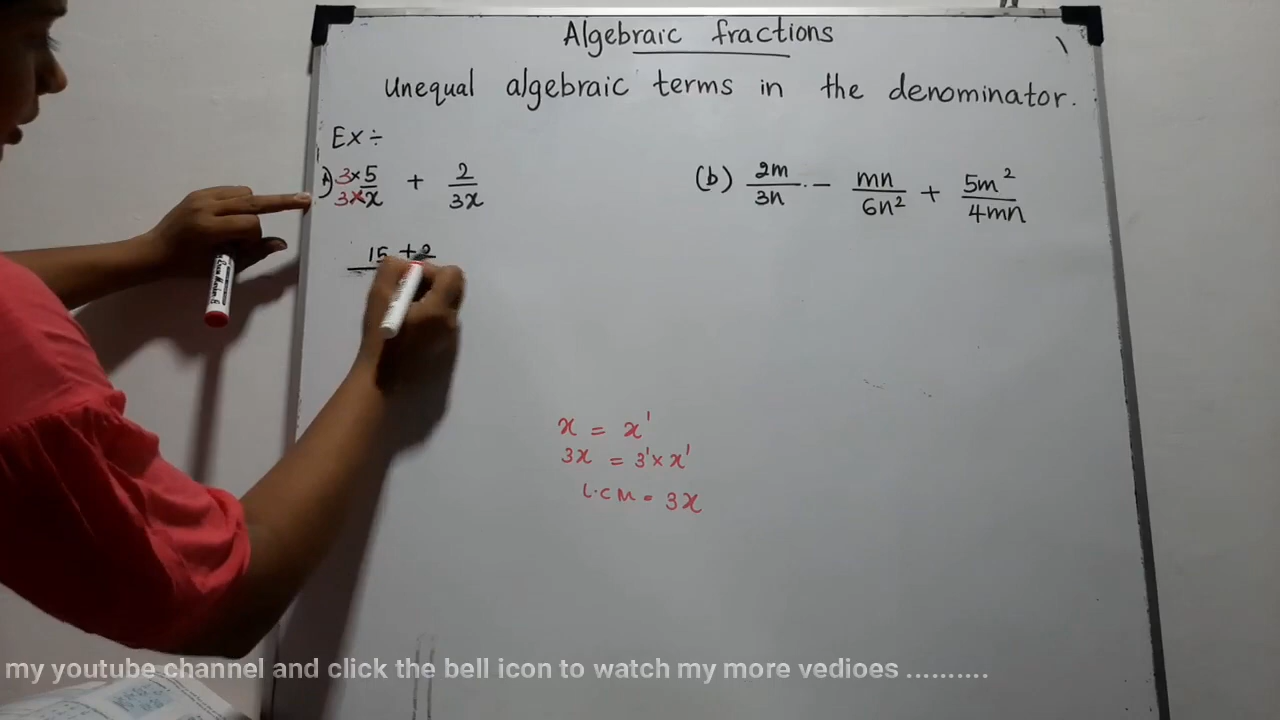 Algebraic fractions
Unequal algebraic terms in the denominator.
Ex ÷
3×5/3×x + 2/3x
(b) 2m/3n - mn/6n² + 5m²/4mn
15 + 2
x = x¹
3x = 3¹ × x¹
L.C.M = 3x
my youtube channel and click the bell icon to watch my more vedioes ..........